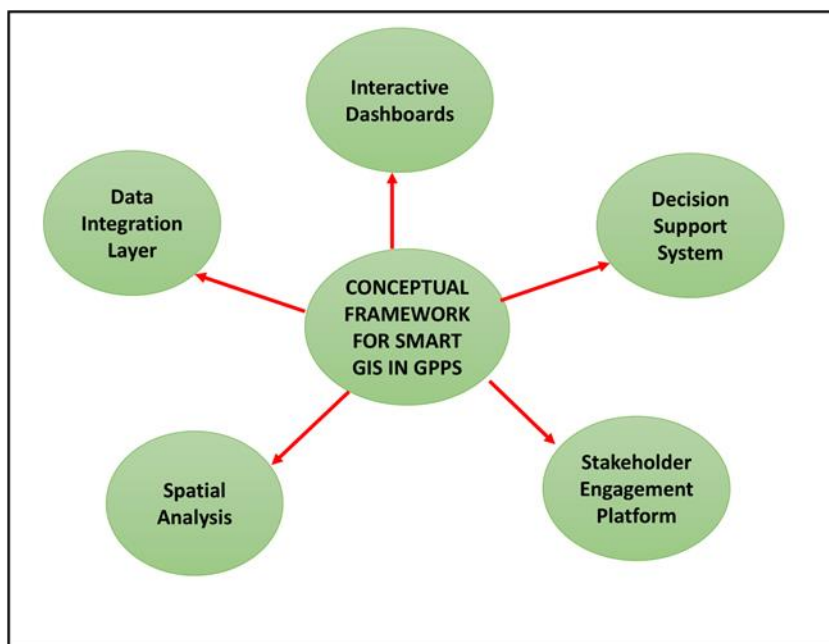 Interactive
Dashboards
Data
Integration
Layer
Decision
Support
System
CONCEPTUAL
FRAMEWORK
FOR SMART
GIS IN GPPS
Spatial
Analysis
Stakeholder
Engagement
Platform